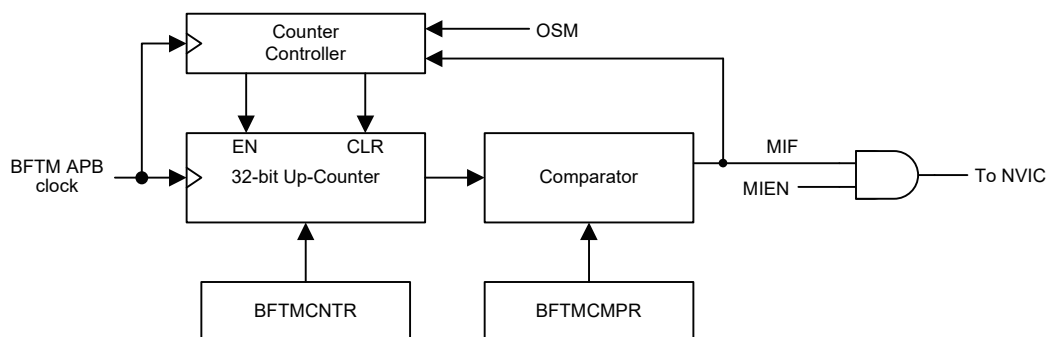 Counter
Controller
OSM
EN
CLR
BFTM APB
clock
32-bit Up-Counter
Comparator
MIF
MIEN
To NVIC
BFTMCNTR
BFTMCMPR